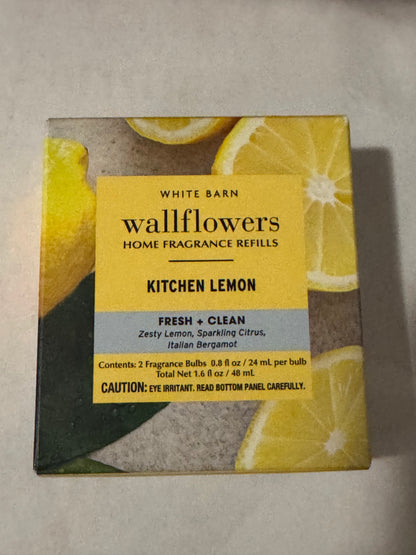 WHITE BARN
wallflowers
HOME FRAGRANCE REFILLS
KITCHEN LEMON
FRESH + CLEAN
Zesty Lemon, Sparkling Citrus,
Italian Bergamot
Contents: 2 Fragrance Bulbs 0.8 fl oz / 24 mL per bulb
Total Net 1.6 fl oz / 48 mL
CAUTION: EYE IRRITANT. READ BOTTOM PANEL CAREFULLY.